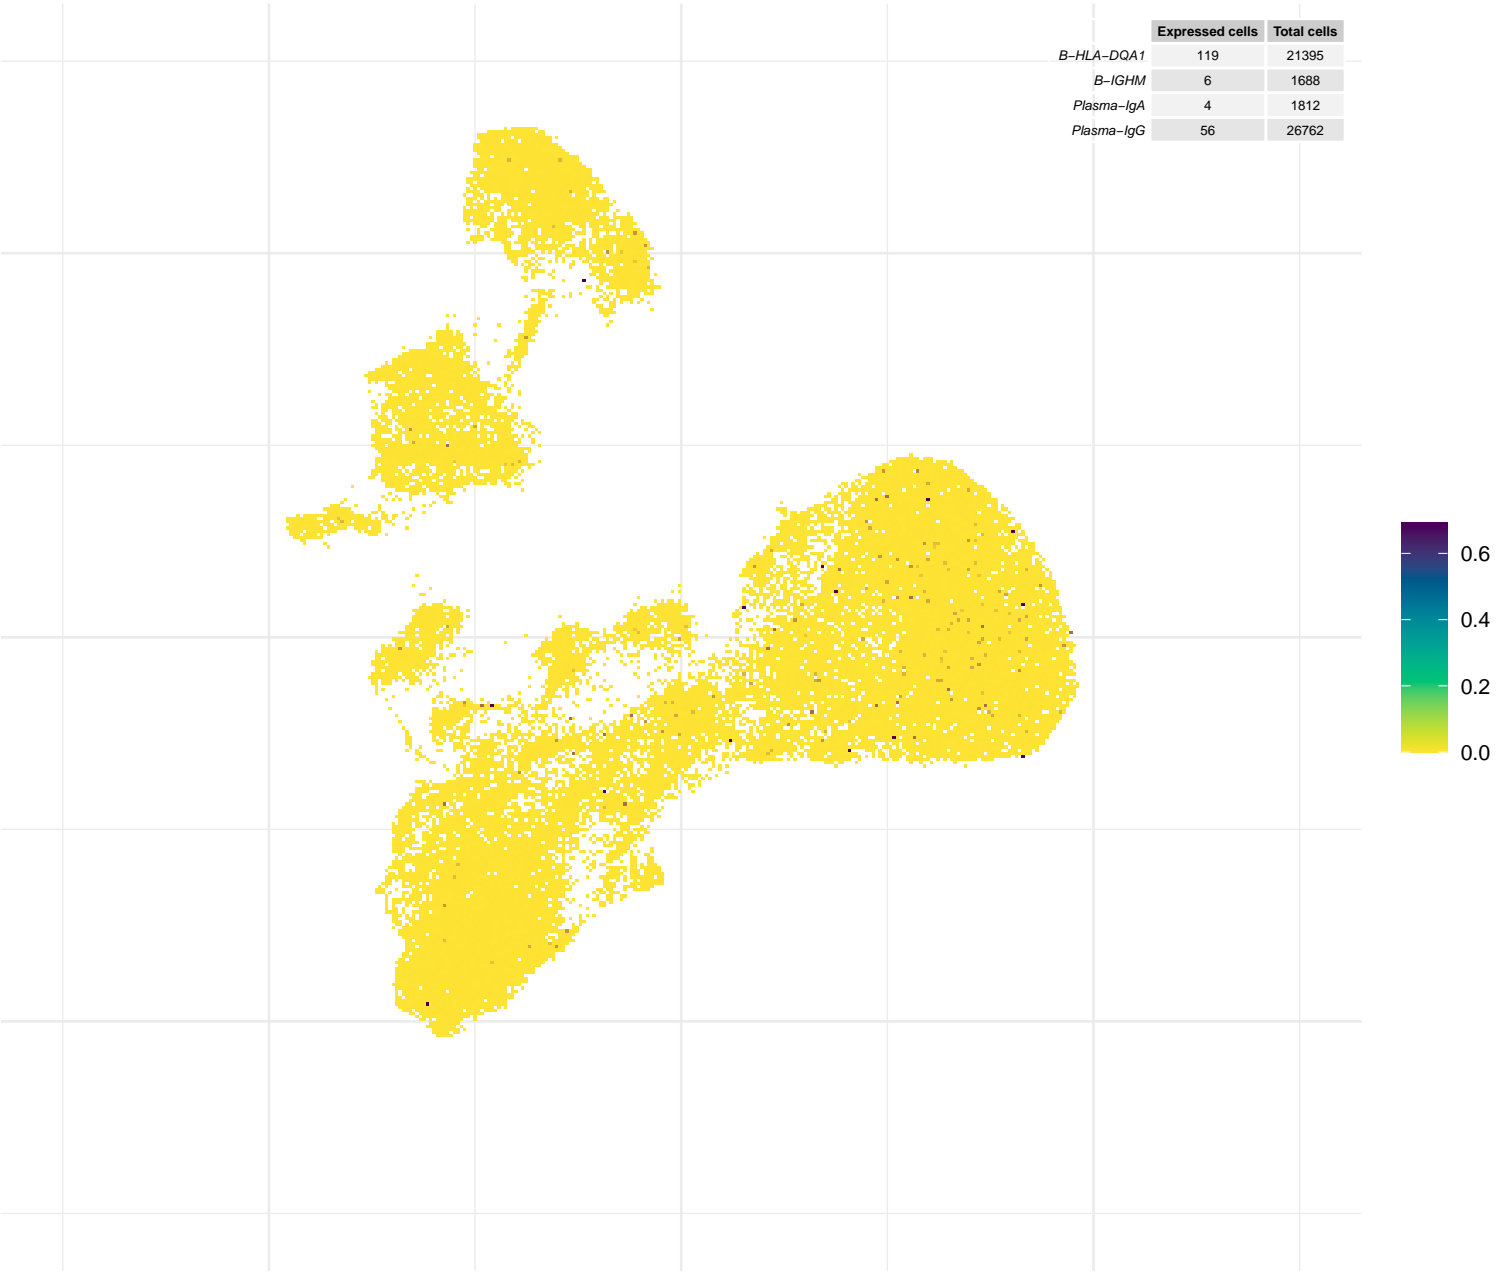 Expressed cells Total cells
B−HLA−DQA1 119 21395
B−IGHM 6 1688
Plasma−IgA 4 1812
Plasma−IgG 56 26762
0.6
0.4
0.2
0.0